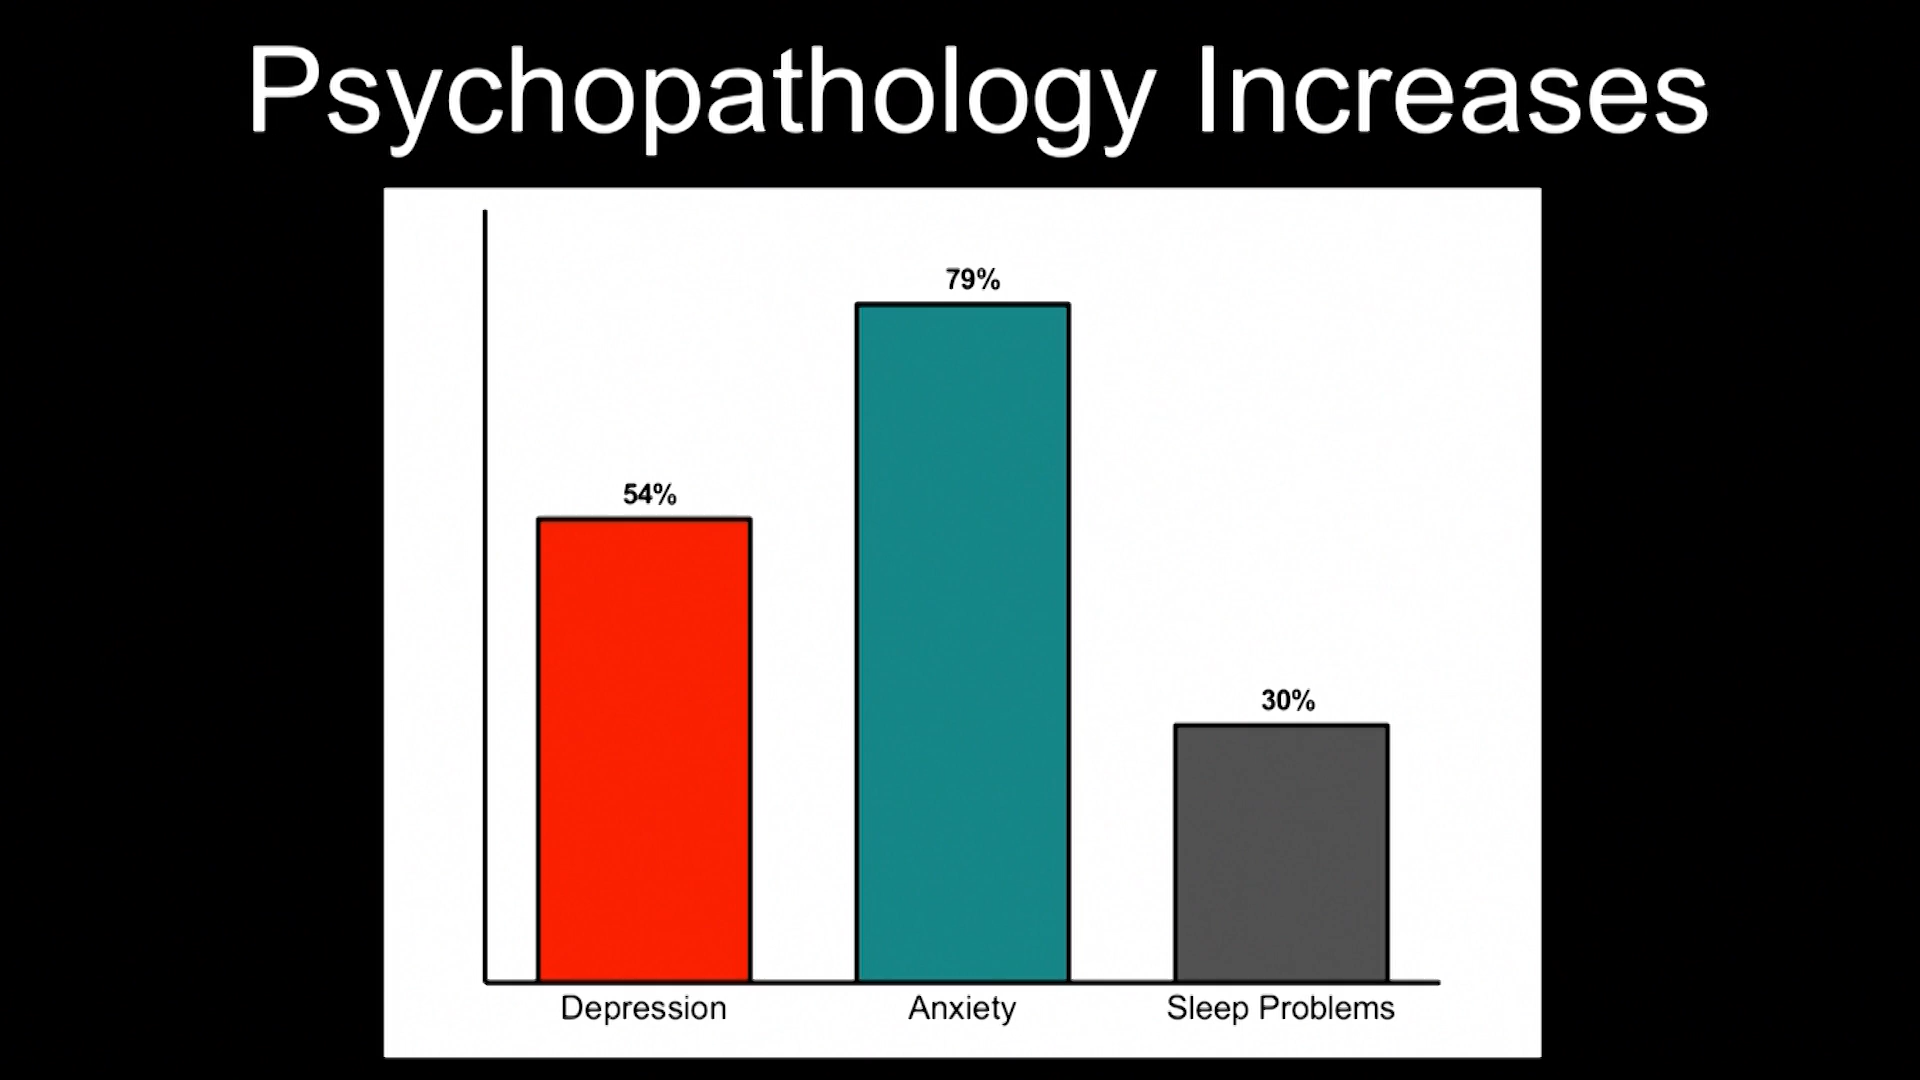 Psychopathology Increases
79%
54%
30%
Depression
Anxiety
Sleep Problems